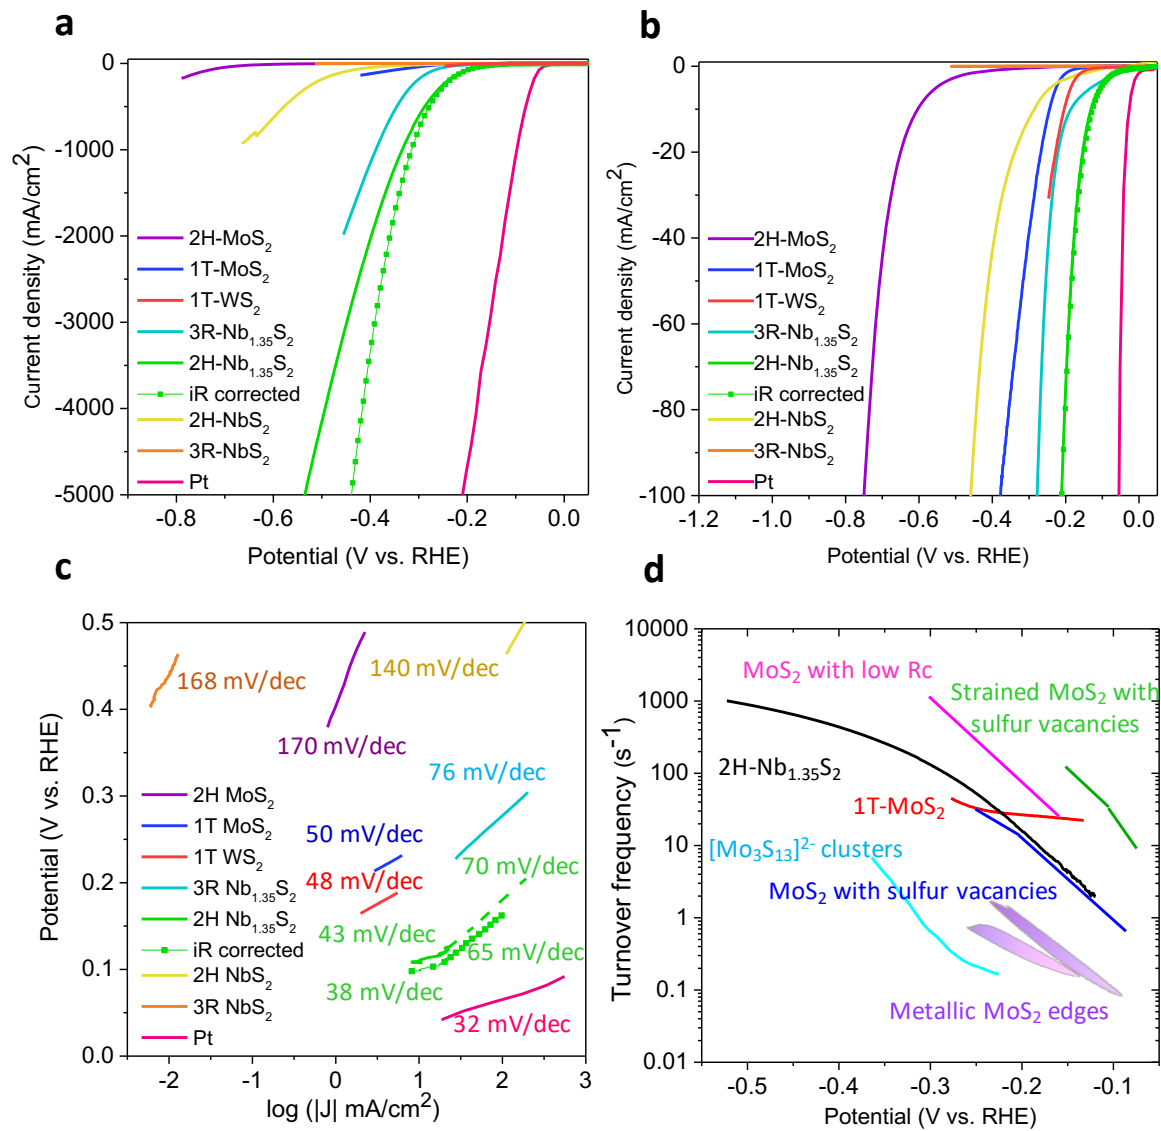 a
0
-1000
-2000
-3000
-4000
-5000
Current density (mA/cm²)
2H-MoS₂
1T-MoS₂
1T-WS₂
3R-Nb₁.₃₅S₂
2H-Nb₁.₃₅S₂
iR corrected
2H-NbS₂
3R-NbS₂
Pt
-0.8 -0.6 -0.4 -0.2 0.0
Potential (V vs. RHE)
b
0
-20
-40
-60
-80
-100
Current density (mA/cm²)
2H-MoS₂
1T-MoS₂
1T-WS₂
3R-Nb₁.₃₅S₂
2H-Nb₁.₃₅S₂
iR corrected
2H-NbS₂
3R-NbS₂
Pt
-1.2 -1.0 -0.8 -0.6 -0.4 -0.2 0.0
Potential (V vs. RHE)
c
0.5
0.4
0.3
0.2
0.1
0.0
Potential (V vs. RHE)
168 mV/dec
170 mV/dec
140 mV/dec
76 mV/dec
50 mV/dec
48 mV/dec
70 mV/dec
43 mV/dec
65 mV/dec
38 mV/dec
32 mV/dec
2H MoS₂
1T MoS₂
1T WS₂
3R Nb₁.₃₅S₂
2H Nb₁.₃₅S₂
iR corrected
2H NbS₂
3R NbS₂
Pt
-2 -1 0 1 2 3
log (|J| mA/cm²)
d
10000
1000
100
10
1
0.1
0.01
Turnover frequency (s⁻¹)
MoS₂ with low Rc
Strained MoS₂ with
sulfur vacancies
2H-Nb₁.₃₅S₂
1T-MoS₂
[Mo₃S₁₃]²⁻ clusters
MoS₂ with sulfur vacancies
Metallic MoS₂ edges
-0.5 -0.4 -0.3 -0.2 -0.1
Potential (V vs. RHE)